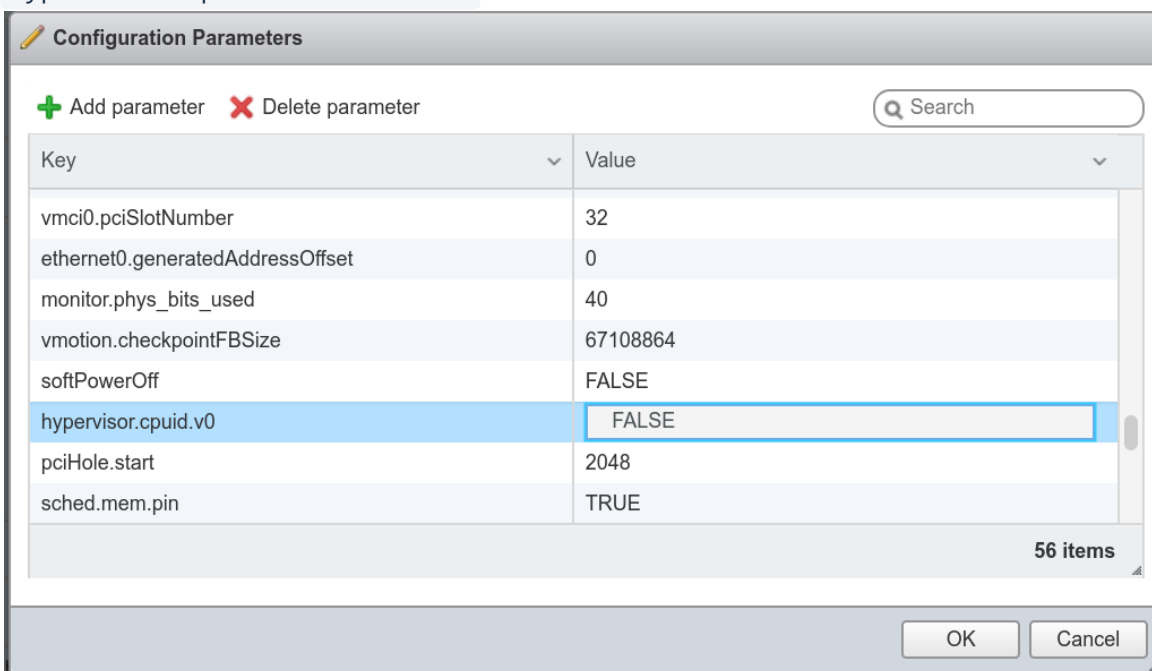 Configuration Parameters
Add parameter Delete parameter Search
Key Value
vmci0.pciSlotNumber 32
ethernet0.generatedAddressOffset 0
monitor.phys_bits_used 40
vmotion.checkpointFBSize 67108864
softPowerOff FALSE
hypervisor.cpuid.v0 FALSE
pciHole.start 2048
sched.mem.pin TRUE
56 items
OK Cancel